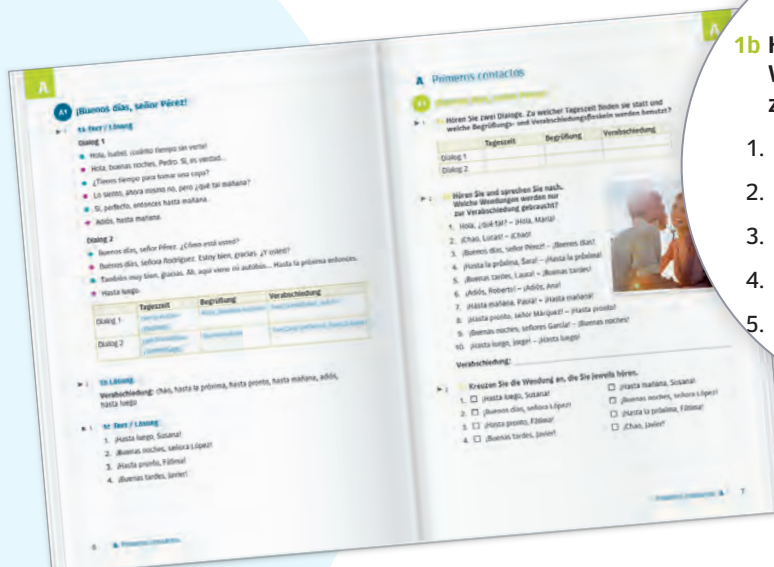 A
A1 ¡Buenos días, señor Pérez!
1a Text / Lösung
Dialog 1
Hola, Isabel, ¡cuánto tiempo sin verte!
Hola, buenas noches, Pedro. Sí, es verdad...
¿Tienes tiempo para tomar una copa?
Lo siento, ahora mismo no, pero ¿qué tal mañana?
Sí, perfecto, entonces hasta mañana.
Adiós, hasta mañana.
Dialog 2
Buenos días, señor Pérez. ¿Cómo está usted?
Buenos días, señora Rodríguez. Estoy bien, gracias. ¿Y usted?
También muy bien, gracias. Ah, aquí viene mi autobús... Hasta la próxima entonces.
Hasta luego.
Tageszeit Begrüßung Verabschiedung
Dialog 1
Dialog 2
1b Lösung
Verabschiedung: chao, hasta la próxima, hasta pronto, hasta mañana, adiós,
hasta luego
1c Text / Lösung
1. ¡Hasta luego, Susana!
2. ¡Buenas noches, señora López!
3. ¡Hasta pronto, Fátima!
4. ¡Buenas tardes, Javier!
6 A Primeros contactos
A
A Primeros contactos
Hören Sie zwei Dialoge. Zu welcher Tageszeit finden sie statt und
welche Begrüßungs- und Verabschiedungsfloskeln werden benutzt?
Tageszeit Begrüßung Verabschiedung
Dialog 1
Dialog 2
Hören Sie und sprechen Sie nach.
Welche Wendungen werden nur
zur Verabschiedung gebraucht?
1. Hola, ¿qué tal? – ¡Hola, María!
2. ¡Chao, Lucas! – ¡Chao!
3. ¡Buenos días, señor Pérez! – ¡Buenos días!
4. ¡Hasta la próxima, Sara! – ¡Hasta la próxima!
5. ¡Buenas tardes, Laura! – ¡Buenas tardes!
6. ¡Adiós, Roberto! – ¡Adiós, Ana!
7. ¡Hasta mañana, Paula! – ¡Hasta mañana!
8. ¡Hasta pronto, señor Márquez! – ¡Hasta pronto!
9. ¡Buenas noches, señores García! – ¡Buenas noches!
10. ¡Hasta luego, Jorge! – ¡Hasta luego!
Verabschiedung:
Kreuzen Sie die Wendung an, die Sie jeweils hören.
1. ¡Hasta luego, Susana! ¡Hasta mañana, Susana!
2. ¡Buenos días, señora López! ¡Buenas noches, señora López!
3. ¡Hasta pronto, Fátima! ¡Hasta la próxima, Fátima!
4. ¡Buenas tardes, Javier! ¡Chao, Javier!
Primeros contactos A 7
1b H
W
z
1.
2.
3.
4.
5.